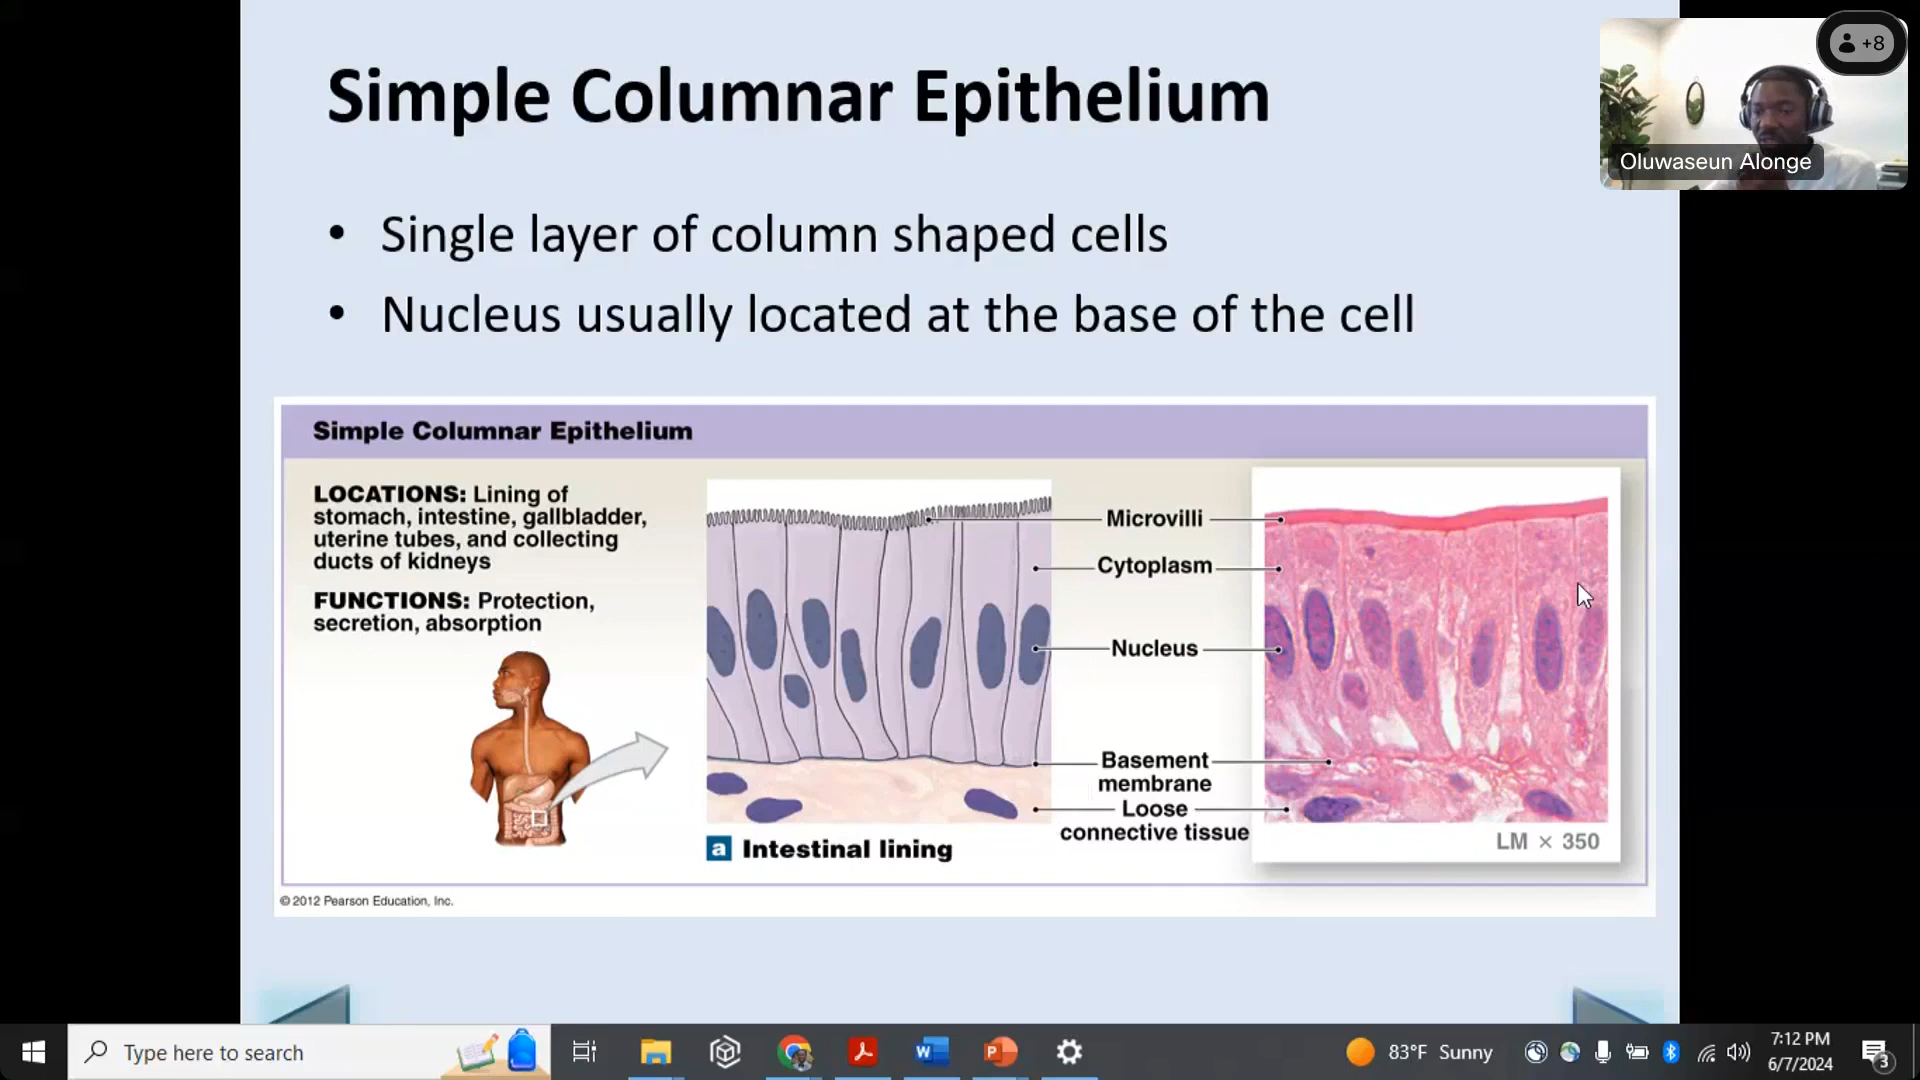 Simple Columnar Epithelium
+8
Oluwaseun Alonge
• Single layer of column shaped cells
• Nucleus usually located at the base of the cell
Simple Columnar Epithelium
LOCATIONS: Lining of
stomach, intestine, gallbladder,
uterine tubes, and collecting
ducts of kidneys
FUNCTIONS: Protection,
secretion, absorption
Microvilli
Cytoplasm
Nucleus
Basement
membrane
Loose
connective tissue
a Intestinal lining
LM × 350
© 2012 Pearson Education, Inc.
Type here to search
W
P
83°F Sunny
7:12 PM
6/7/2024
3